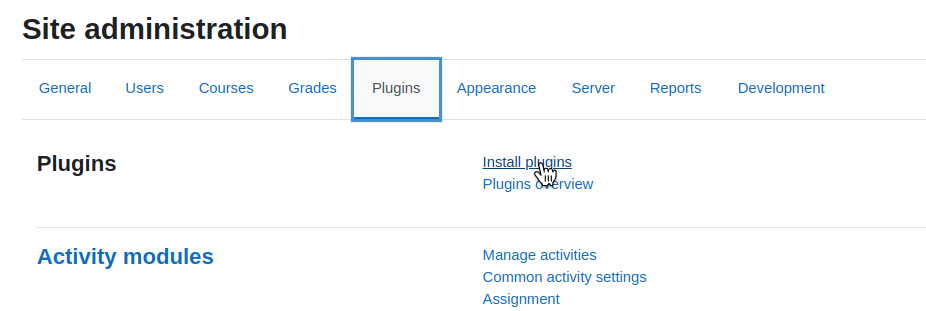 Site administration
General Users Courses Grades Plugins Appearance Server Reports Development
Plugins
Install plugins
Plugins overview
Activity modules
Manage activities
Common activity settings
Assignment